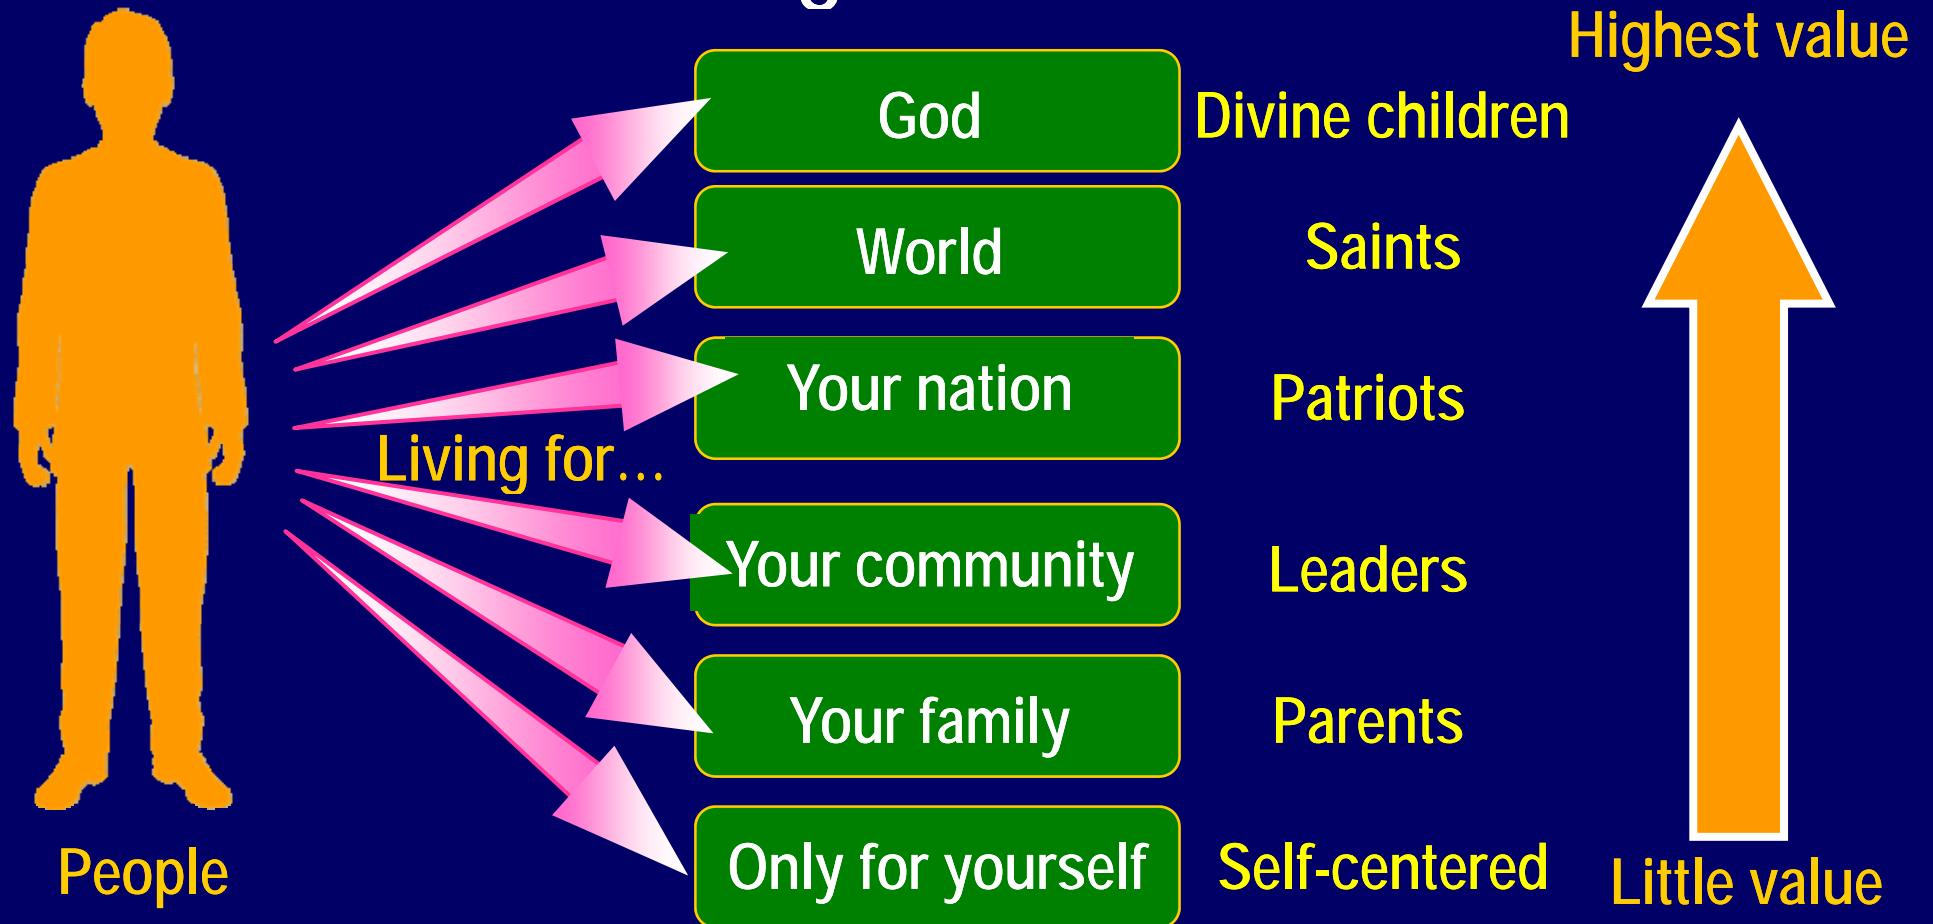 Highest value
God Divine children
World Saints
Your nation Patriots
Living for...
Your community Leaders
Your family Parents
Only for yourself Self-centered
People
Little value